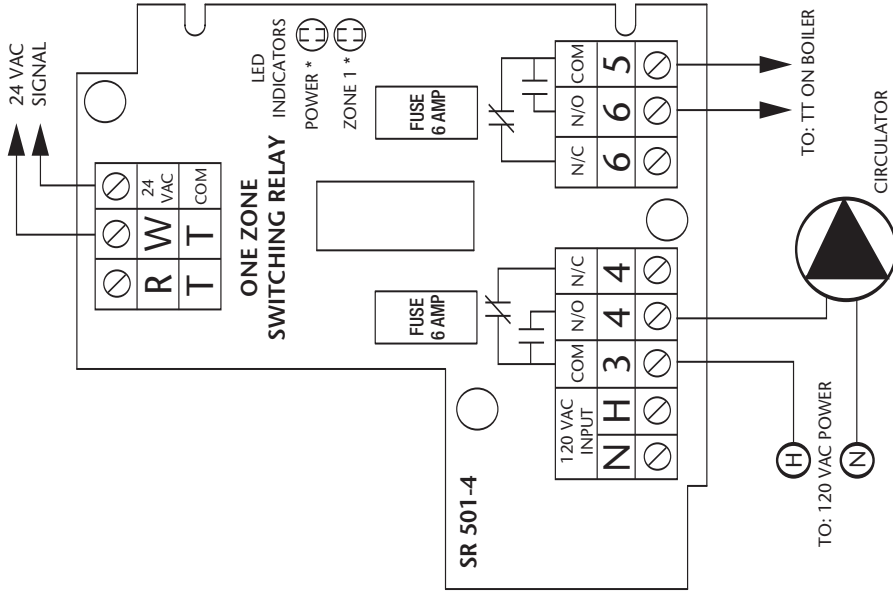 24 VAC
SIGNAL
R W 24 VAC
T T COM
LED
INDICATORS
POWER *
ZONE 1 *
ONE ZONE
SWITCHING RELAY
FUSE
6 AMP
FUSE
6 AMP
120 VAC
INPUT
COM N/O N/C
N H 3 4 4
N/C N/O COM
6 6 5
SR 501-4
H
N
TO: 120 VAC POWER
CIRCULATOR
TO: TT ON BOILER